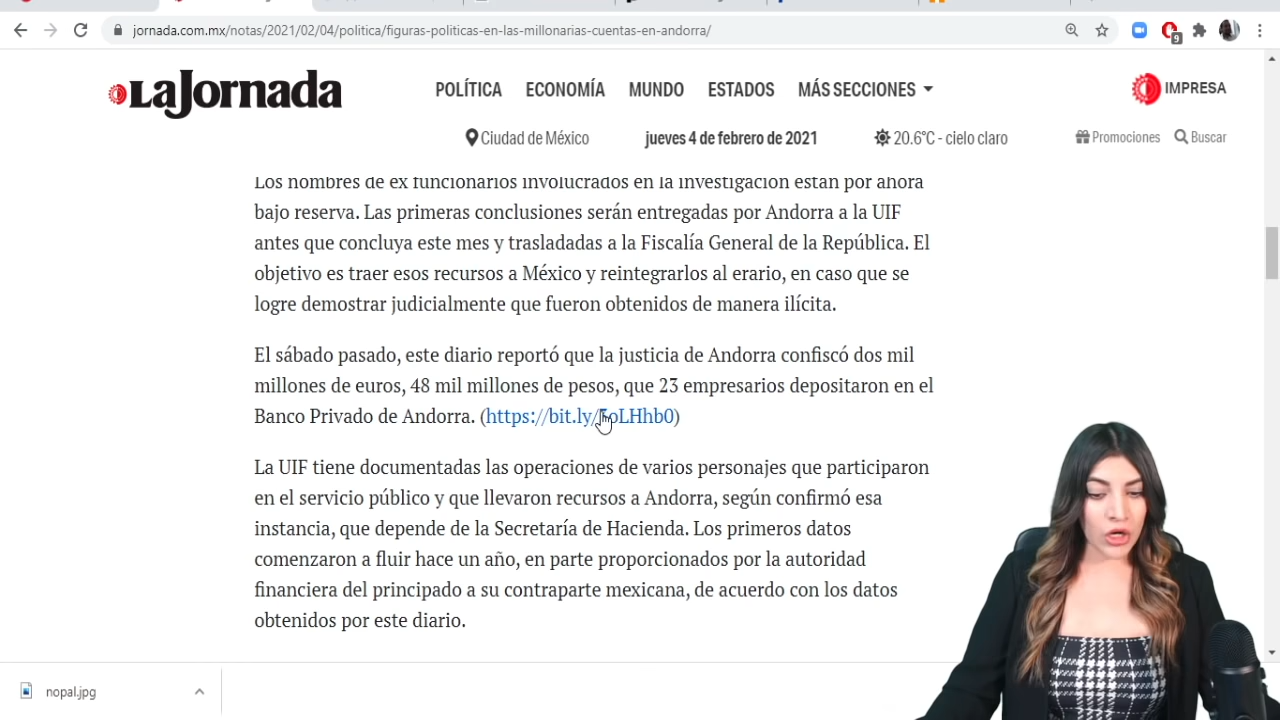 jornada.com.mx/notas/2021/02/04/politica/figuras-politicas-en-las-millonarias-cuentas-en-andorra/
9
La Jornada
POLÍTICA ECONOMÍA MUNDO ESTADOS MÁS SECCIONES
IMPRESA
Ciudad de México jueves 4 de febrero de 2021 20.6°C - cielo claro Promociones Buscar
Los nombres de ex funcionarios involucrados en la investigación están por ahora
bajo reserva. Las primeras conclusiones serán entregadas por Andorra a la UIF
antes que concluya este mes y trasladadas a la Fiscalía General de la República. El
objetivo es traer esos recursos a México y reintegrarlos al erario, en caso que se
logre demostrar judicialmente que fueron obtenidos de manera ilícita.
El sábado pasado, este diario reportó que la justicia de Andorra confiscó dos mil
millones de euros, 48 mil millones de pesos, que 23 empresarios depositaron en el
Banco Privado de Andorra.
La UIF tiene documentadas las operaciones de varios personajes que participaron
en el servicio público y que llevaron recursos a Andorra, según confirmó esa
instancia, que depende de la Secretaría de Hacienda. Los primeros datos
comenzaron a fluir hace un año, en parte proporcionados por la autoridad
financiera del principado a su contraparte mexicana, de acuerdo con los datos
obtenidos por este diario.
nopal.jpg